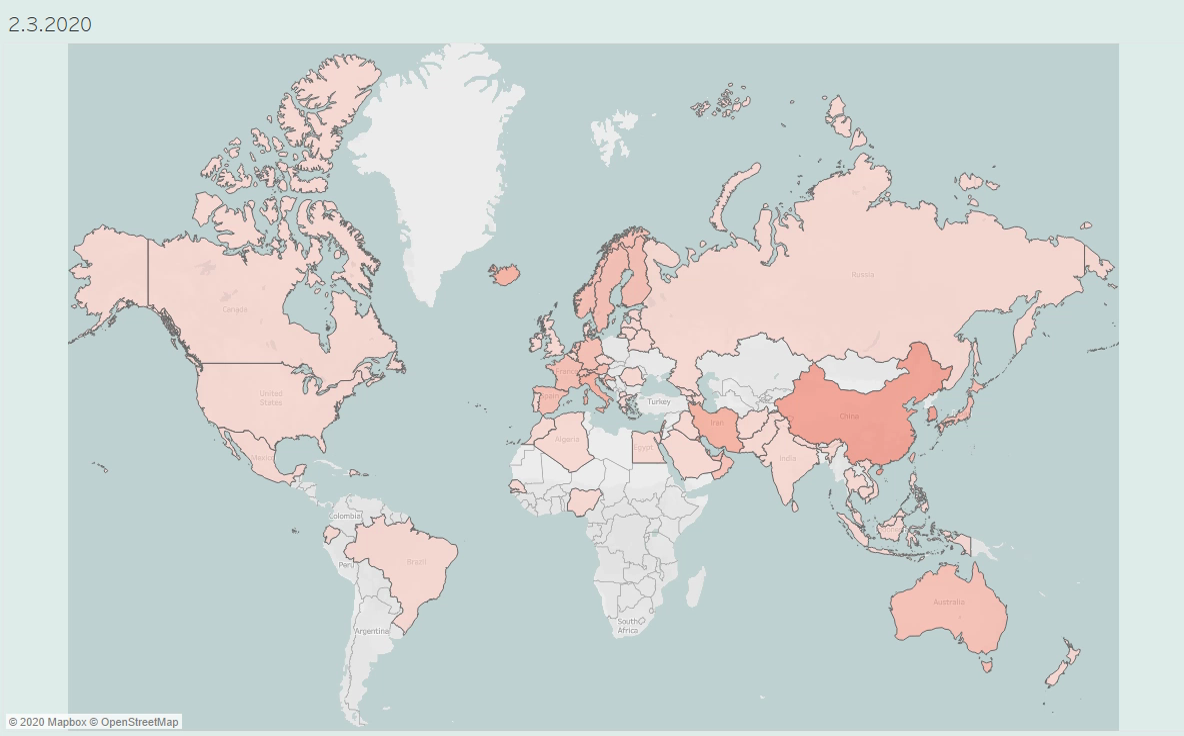 2.3.2020
Canada
Russia
United
States
France
Spain
Turkey
China
Iran
Algeria
Egypt
Mexico
India
Colombia
Brazil
Peru
Australia
South
Africa
Argentina
© 2020 Mapbox © OpenStreetMap